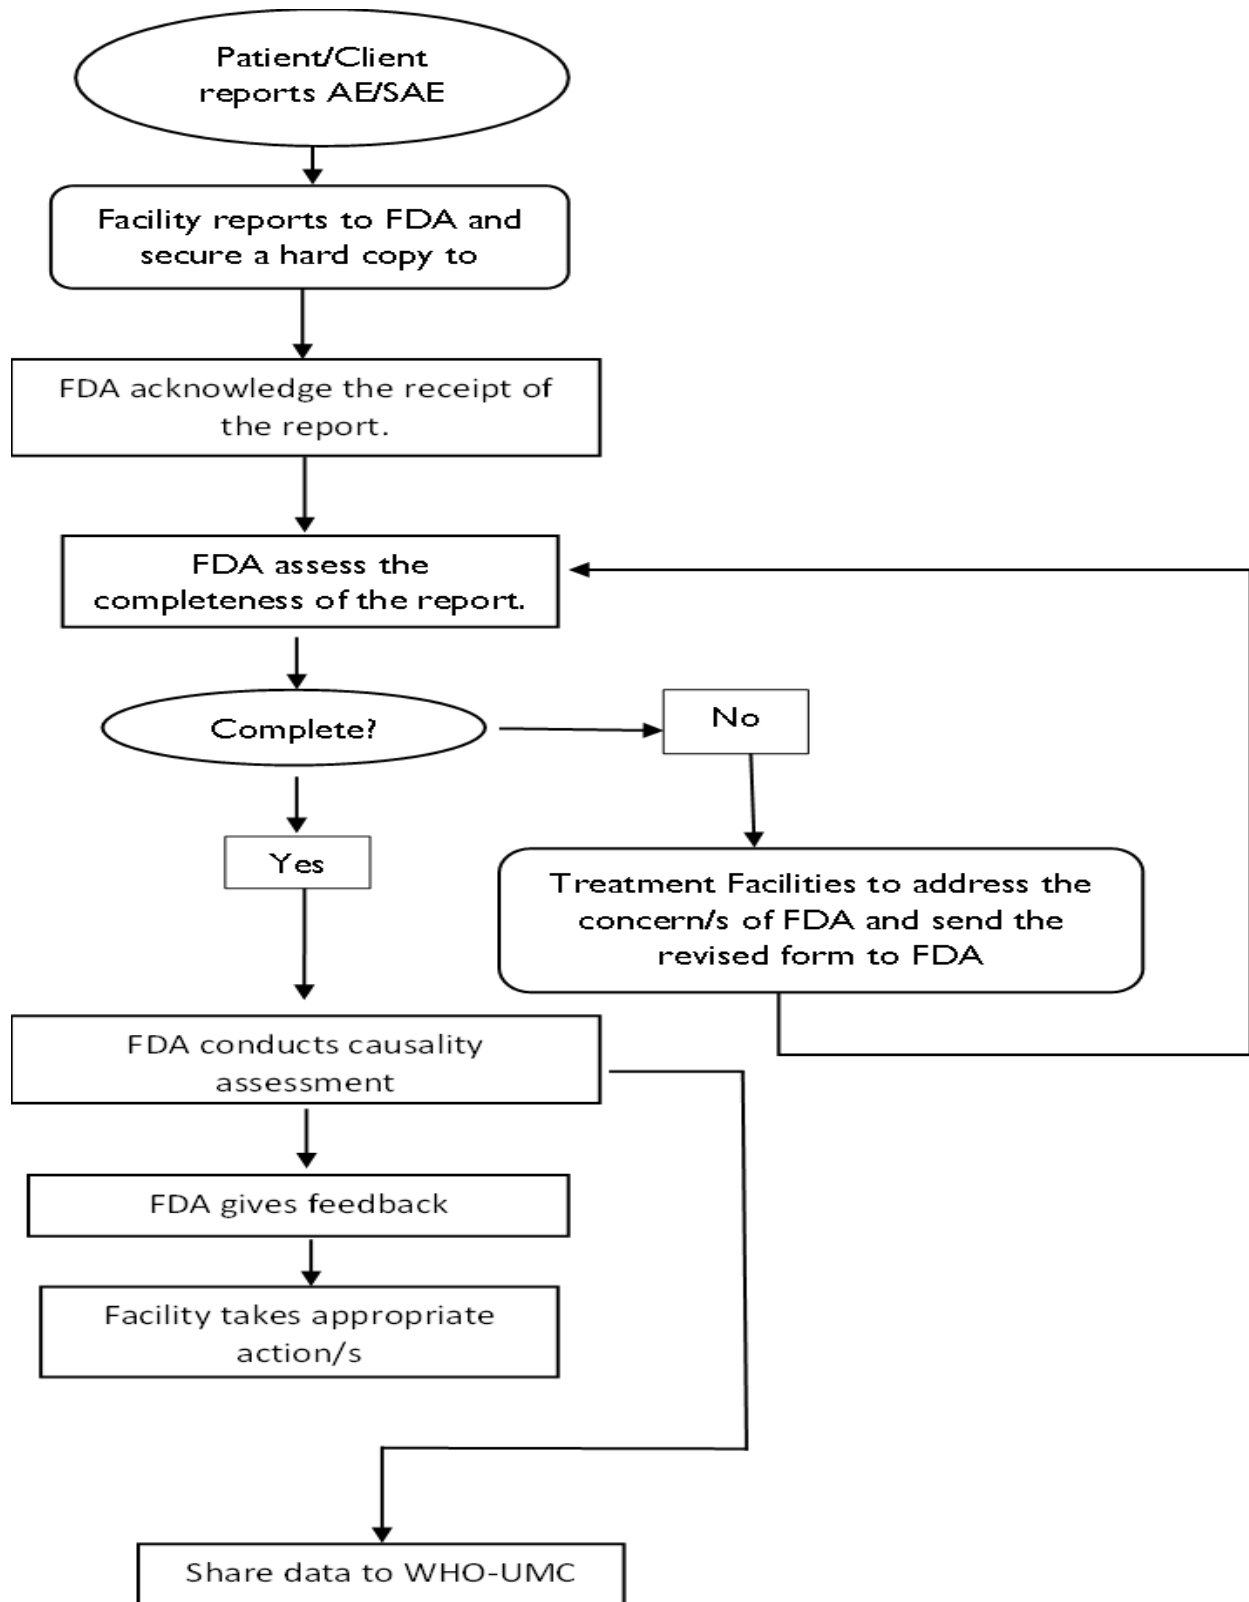 Patient/Client
reports AE/SAE
Facility reports to FDA and
secure a hard copy to
FDA acknowledge the receipt of
the report.
FDA assess the
completeness of the report.
Complete?
No
Yes
Treatment Facilities to address the
concern/s of FDA and send the
revised form to FDA
FDA conducts causality
assessment
FDA gives feedback
Facility takes appropriate
action/s
Share data to WHO-UMC